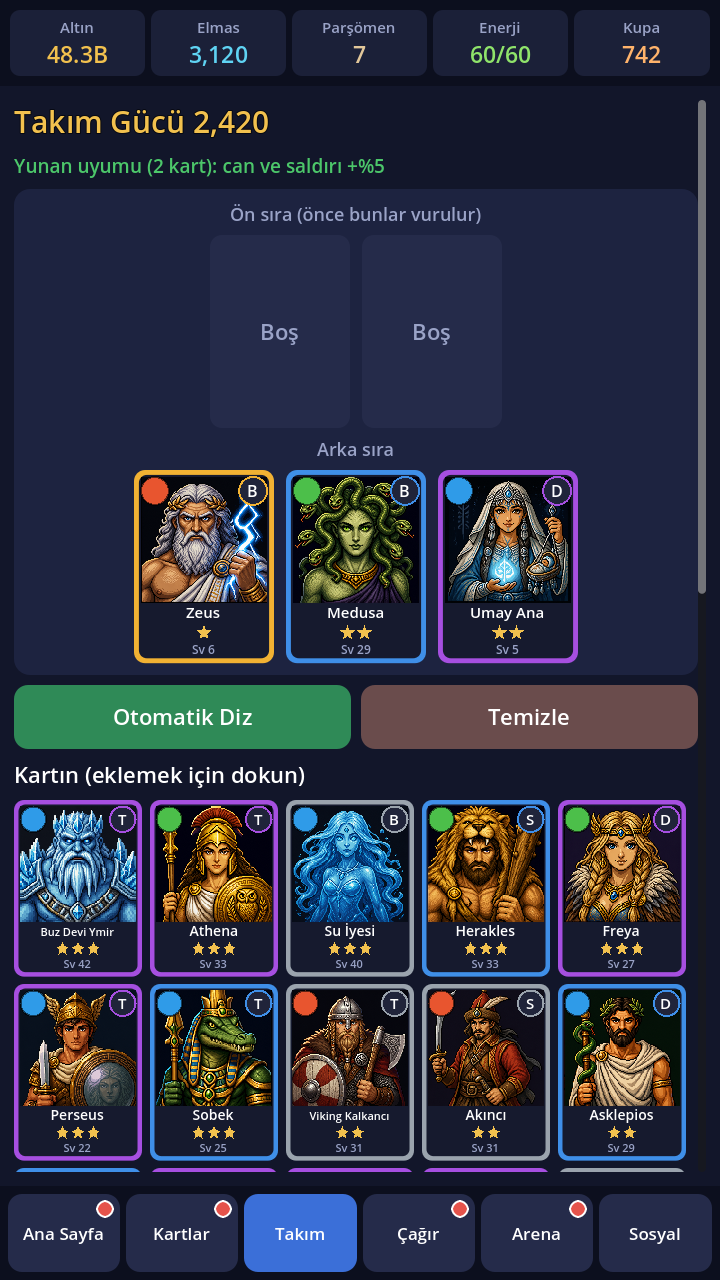 Altın
48.3B
Elmas
3,120
Parşömen
7
Enerji
60/60
Kupa
742
Takım Gücü 2,420
Yunan uyumu (2 kart): can ve saldırı +%5
Ön sıra (önce bunlar vurulur)
Boş
Boş
Arka sıra
B
B
D
Zeus
Medusa
Umay Ana
Sv 6
Sv 29
Sv 5
Otomatik Diz
Temizle
Kartın (eklemek için dokun)
T
T
B
S
D
Buz Devi Ymir
Athena
Su İyesi
Herakles
Freya
Sv 42
Sv 33
Sv 40
Sv 33
Sv 27
T
T
T
S
D
Perseus
Sobek
Viking Kalkancı
Akıncı
Asklepios
Sv 22
Sv 25
Sv 31
Sv 31
Sv 29
Ana Sayfa
Kartlar
Takım
Çağır
Arena
Sosyal